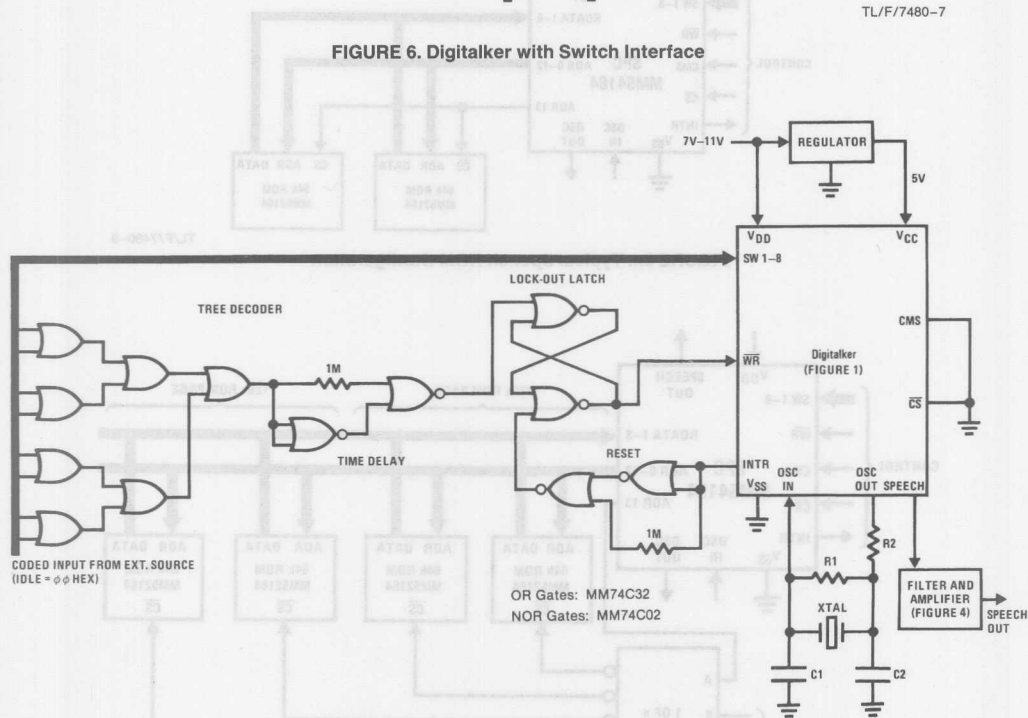 TL/F/7480–7
FIGURE 6. Digitalker with Switch Interface
7V–11V
REGULATOR
5V
VDD
VCC
SW 1–8
LOCK-OUT LATCH
TREE DECODER
CMS
1M
WR
Digitalker
(FIGURE 1)
CS
TIME DELAY
RESET
INTR
VSS
OSC
IN
OSC
OUT
SPEECH
1M
R2
R1
CODED INPUT FROM EXT. SOURCE
(IDLE = φφ HEX)
OR Gates: MM74C32
NOR Gates: MM74C02
FILTER AND
AMPLIFIER
(FIGURE 4)
SPEECH
OUT
XTAL
C1
C2